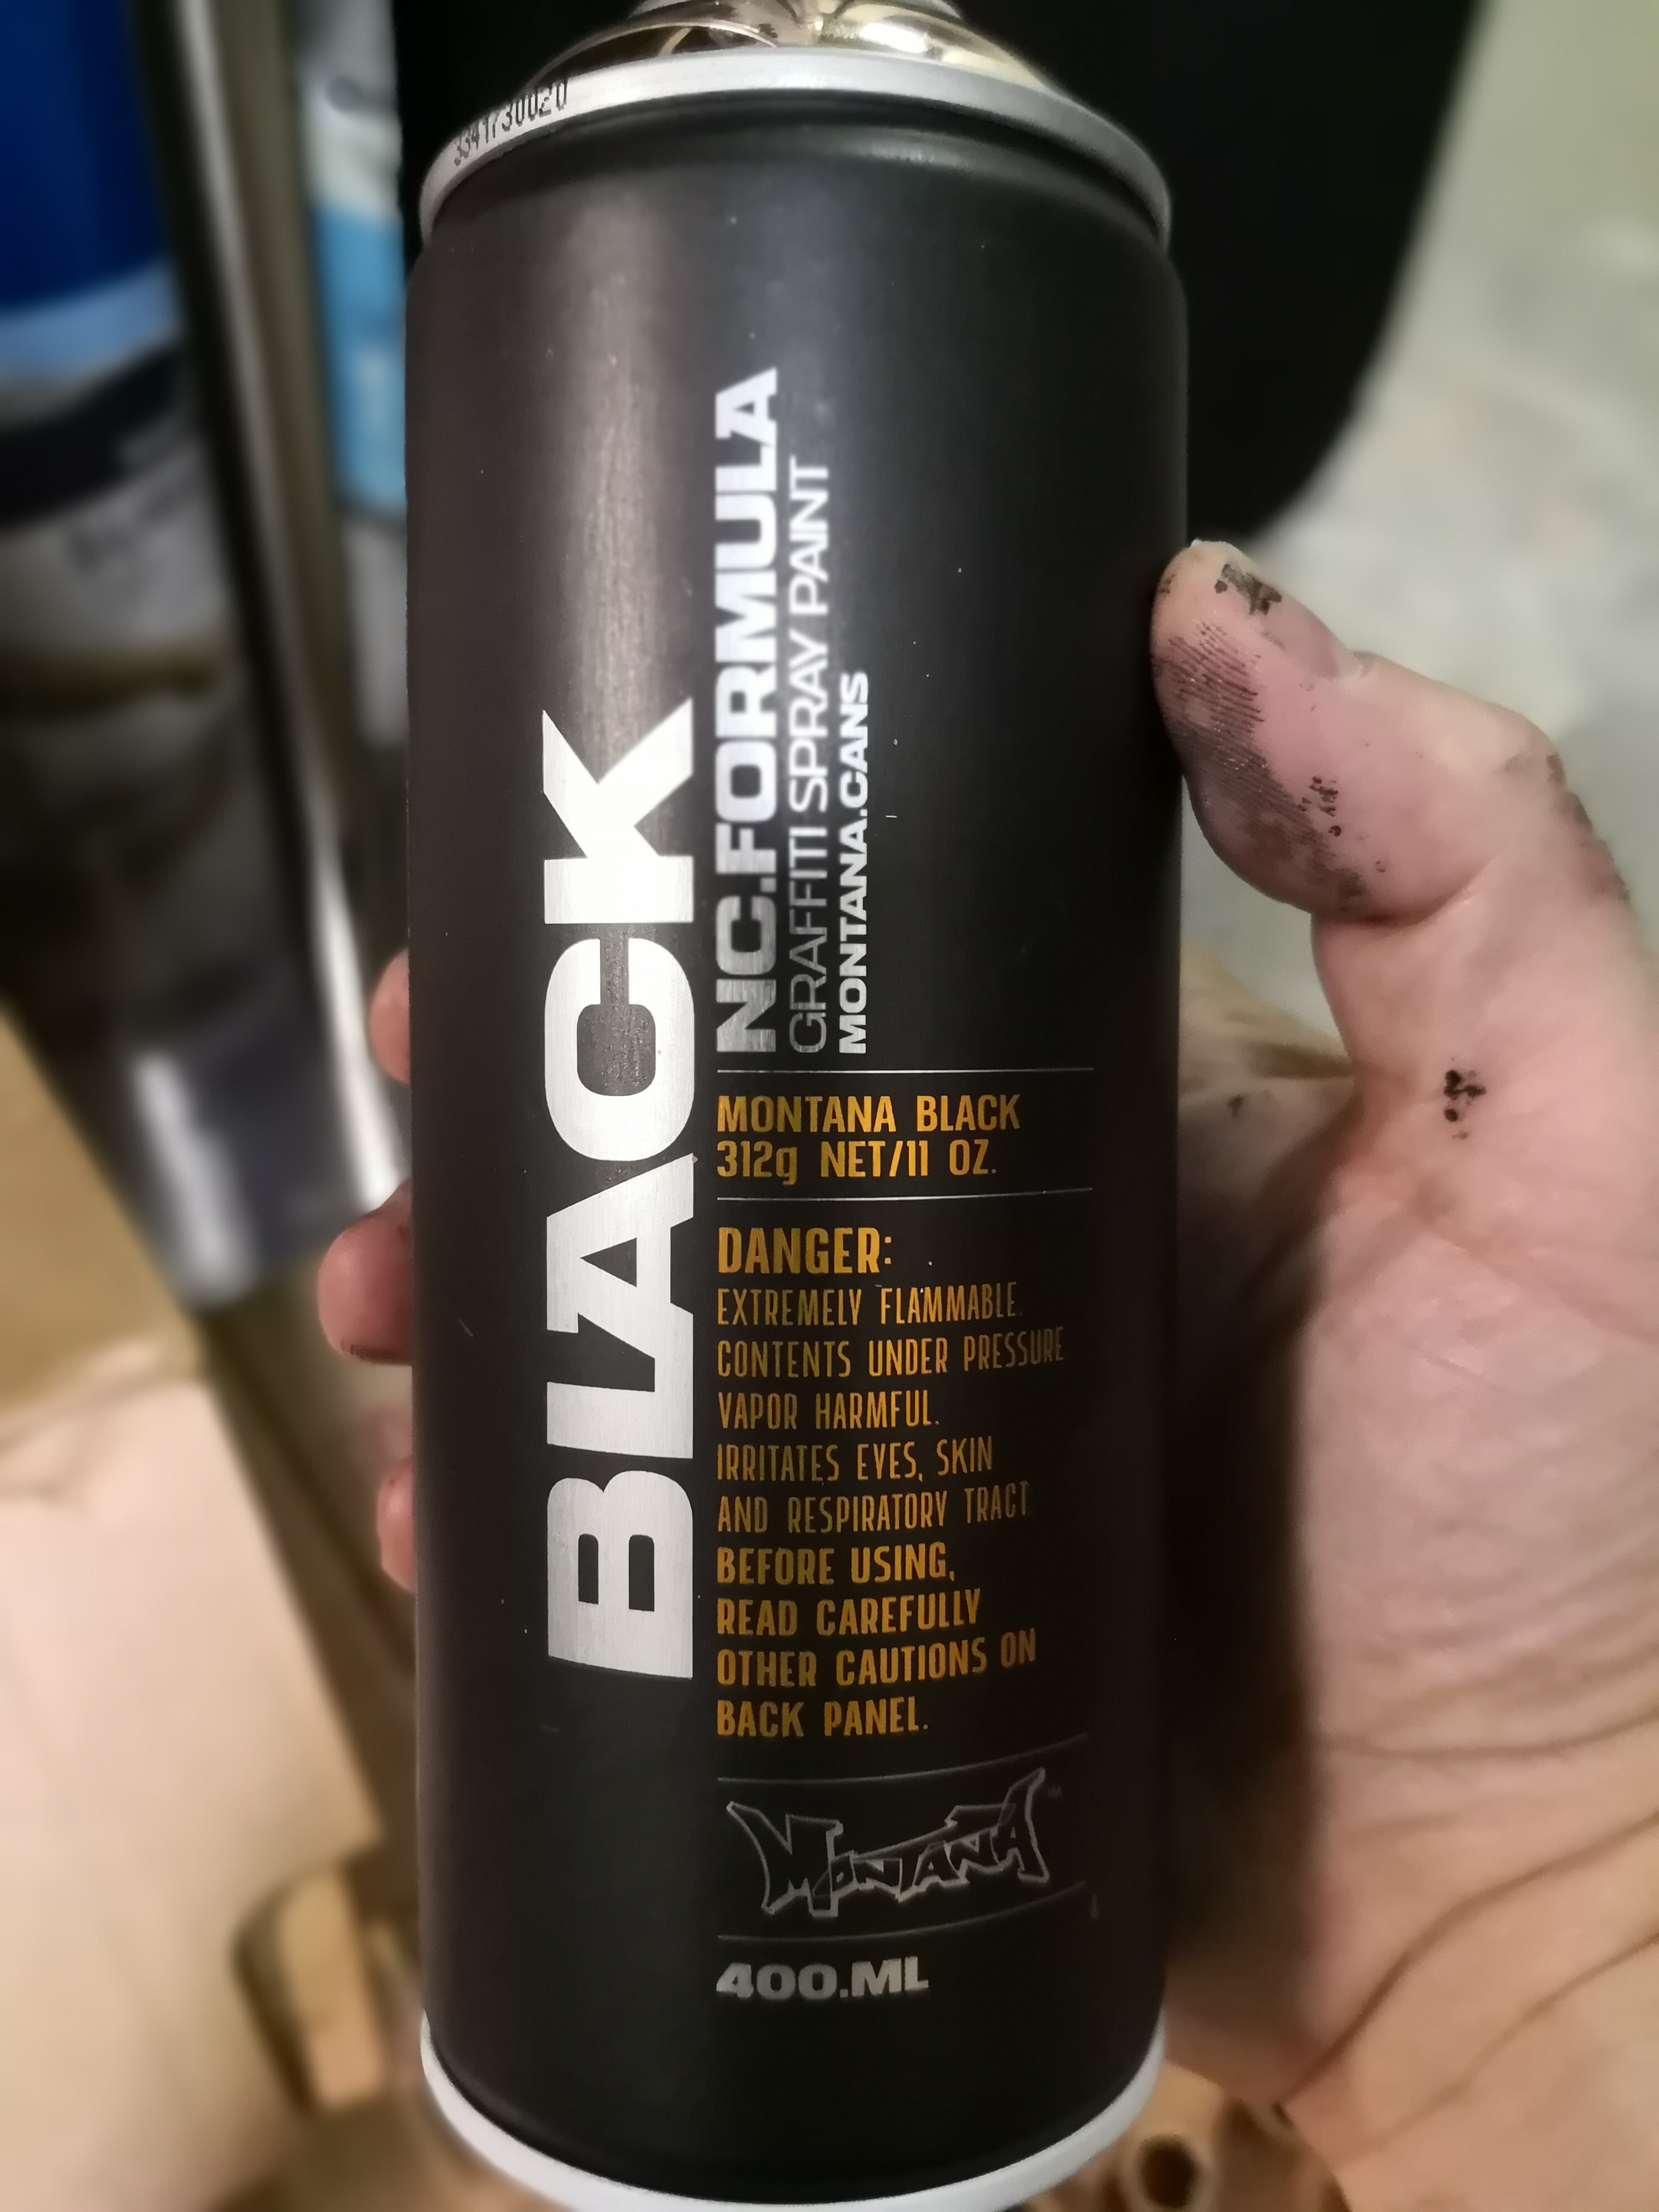 3341730020
BLACK
NC.FORMULA
GRAFFITI SPRAY PAINT
MONTANA.CANS
MONTANA BLACK
312g NET/11 OZ.
DANGER:
EXTREMELY FLAMMABLE.
CONTENTS UNDER PRESSURE
VAPOR HARMFUL.
IRRITATES EYES, SKIN
AND RESPIRATORY TRACT.
BEFORE USING,
READ CAREFULLY
OTHER CAUTIONS ON
BACK PANEL.
MONTANA
400.ML